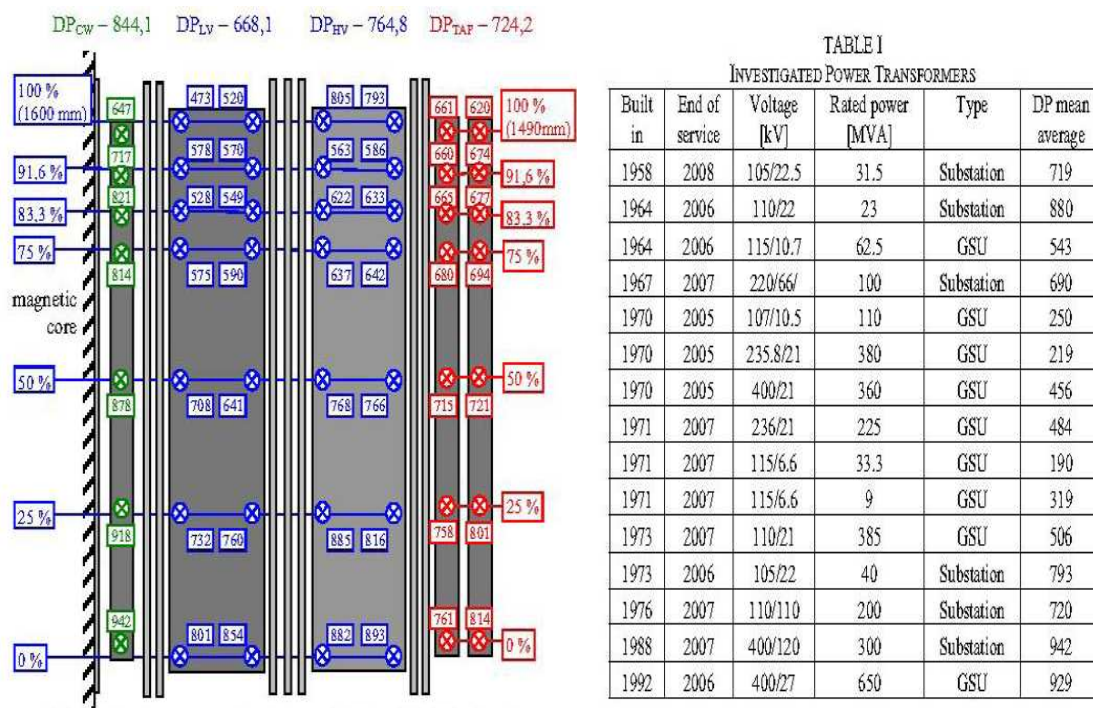 DP_CW – 844,1 DP_LV – 668,1 DP_HV – 764,8 DP_TAP – 724,2
100 %
(1600 mm)
647
473 520
805 793
661 620
100 %
(1490mm)
717
578 570
563 586
660 674
91,6 %
91,6 %
821
528 549
622 633
665 677
83,3 %
83,3 %
75 %
75 %
814
575 590
637 642
680 694
magnetic
core
50 %
50 %
878
708 641
768 766
715 721
25 %
25 %
918
732 760
885 816
758 801
942
801 854
882 893
761 814
0 %
0 %
TABLE I
INVESTIGATED POWER TRANSFORMERS
Built End of Voltage Rated power Type DP mean
in service [kV] [MVA] average
1958 2008 105/22.5 31.5 Substation 719
1964 2006 110/22 23 Substation 880
1964 2006 115/10.7 62.5 GSU 543
1967 2007 220/66/ 100 Substation 690
1970 2005 107/10.5 110 GSU 250
1970 2005 235.8/21 380 GSU 219
1970 2005 400/21 360 GSU 456
1971 2007 236/21 225 GSU 484
1971 2007 115/6.6 33.3 GSU 190
1971 2007 115/6.6 9 GSU 319
1973 2007 110/21 385 GSU 506
1973 2006 105/22 40 Substation 793
1976 2007 110/110 200 Substation 720
1988 2007 400/120 300 Substation 942
1992 2006 400/27 650 GSU 929